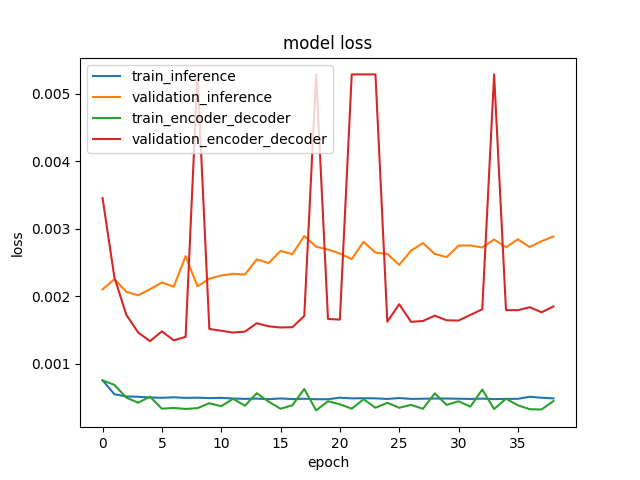 model loss
train_inference
validation_inference
train_encoder_decoder
validation_encoder_decoder
0.005
0.004
0.003
0.002
0.001
loss
0 5 10 15 20 25 30 35
epoch